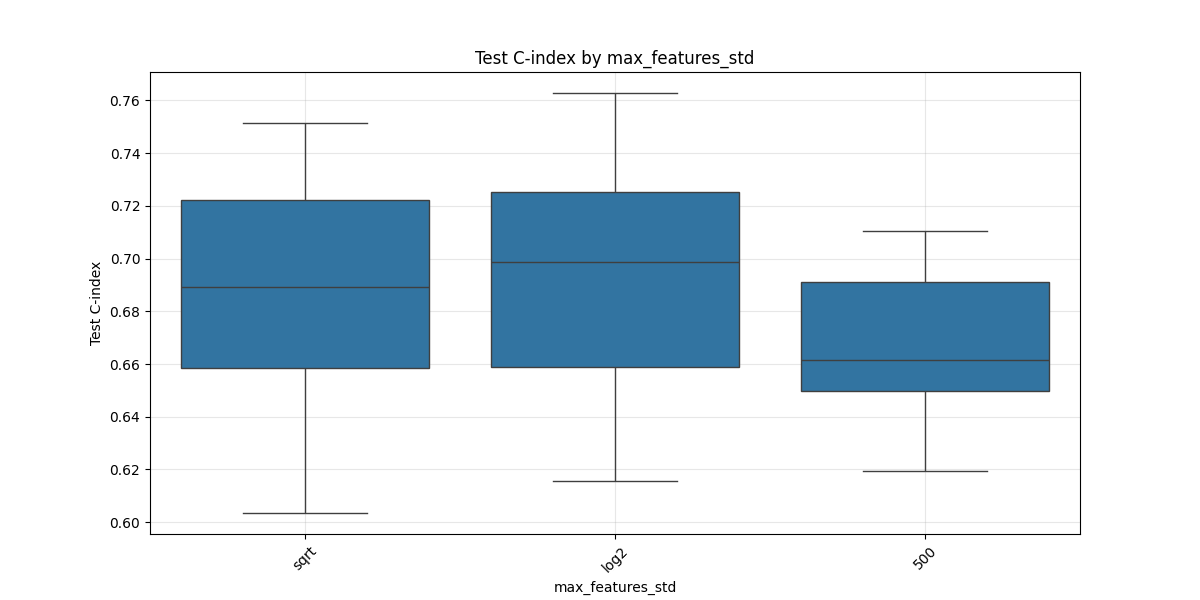 Test C-index by max_features_std
Test C-index
0.76
0.74
0.72
0.70
0.68
0.66
0.64
0.62
0.60
sqrt
log2
500
max_features_std